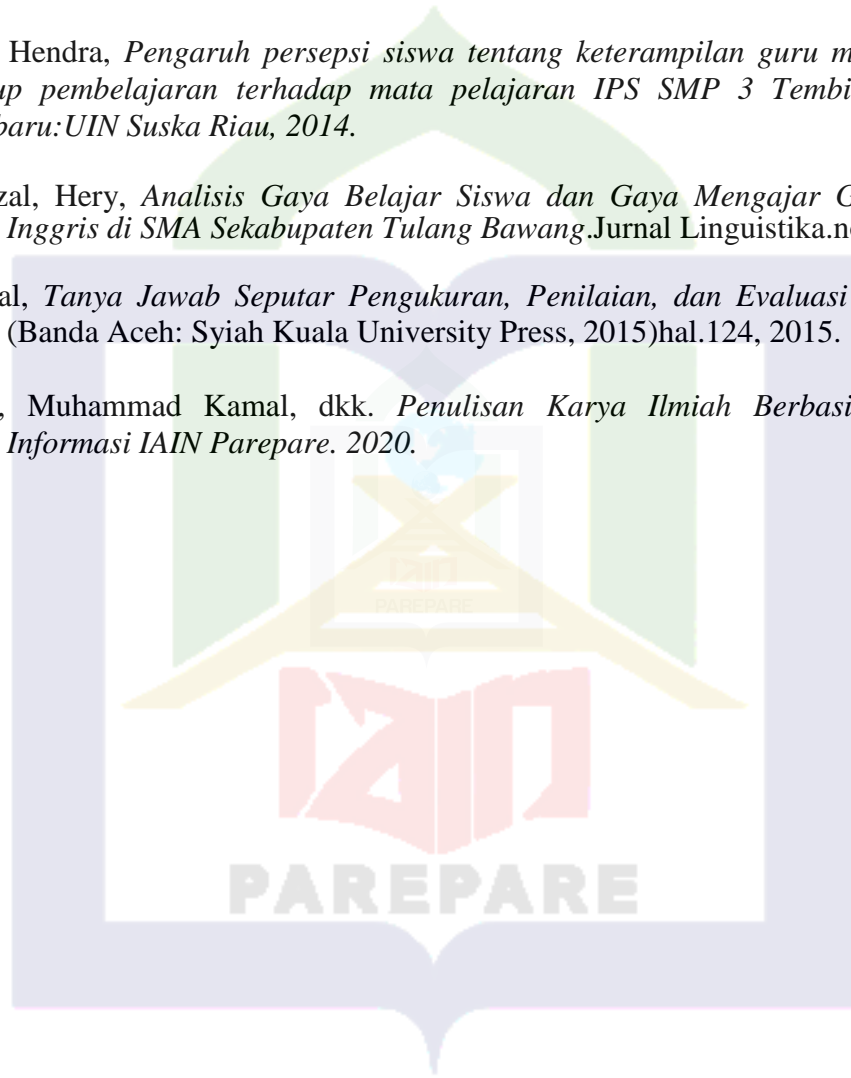 Hendra, Pengaruh persepsi siswa tentang keterampilan guru
pembelajaran terhadap mata pelajaran IPS SMP 3
baru:UIN Suska Riau, 2014.
zal, Hery, Analisis Gaya Belajar Siswa dan Gaya Mengajar
Inggris di SMA Sekabupaten Tulang Bawang.Jurnal Linguistika.n
al, Tanya Jawab Seputar Pengukuran, Penilaian, dan Evaluasi
(Banda Aceh: Syiah Kuala University Press, 2015)hal.124, 2015.
, Muhammad Kamal, dkk. Penulisan Karya Ilmiah Berbasi
Informasi IAIN Parepare. 2020.
iain
PAREPARE
iain
PAREPARE